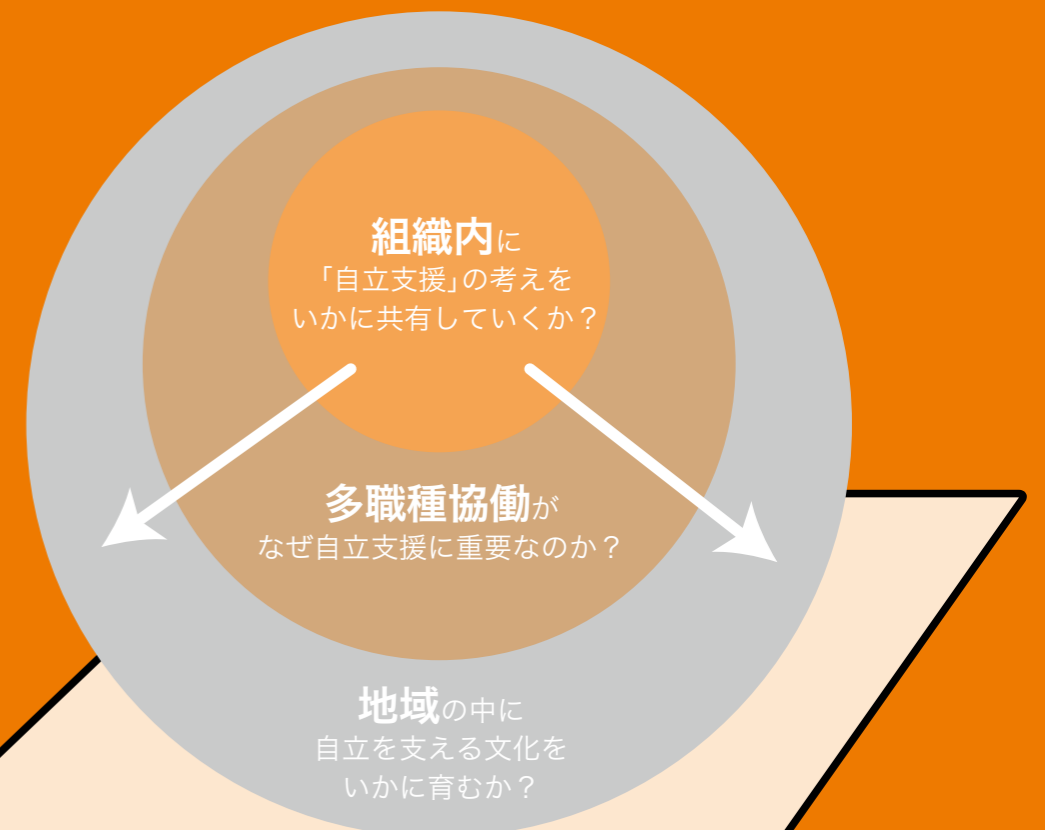 組織内に
「自立支援」の考えを
いかに共有していくか？
多職種協働が
なぜ自立支援に重要なのか？
地域の中に
自立を支える文化を
いかに育むか？